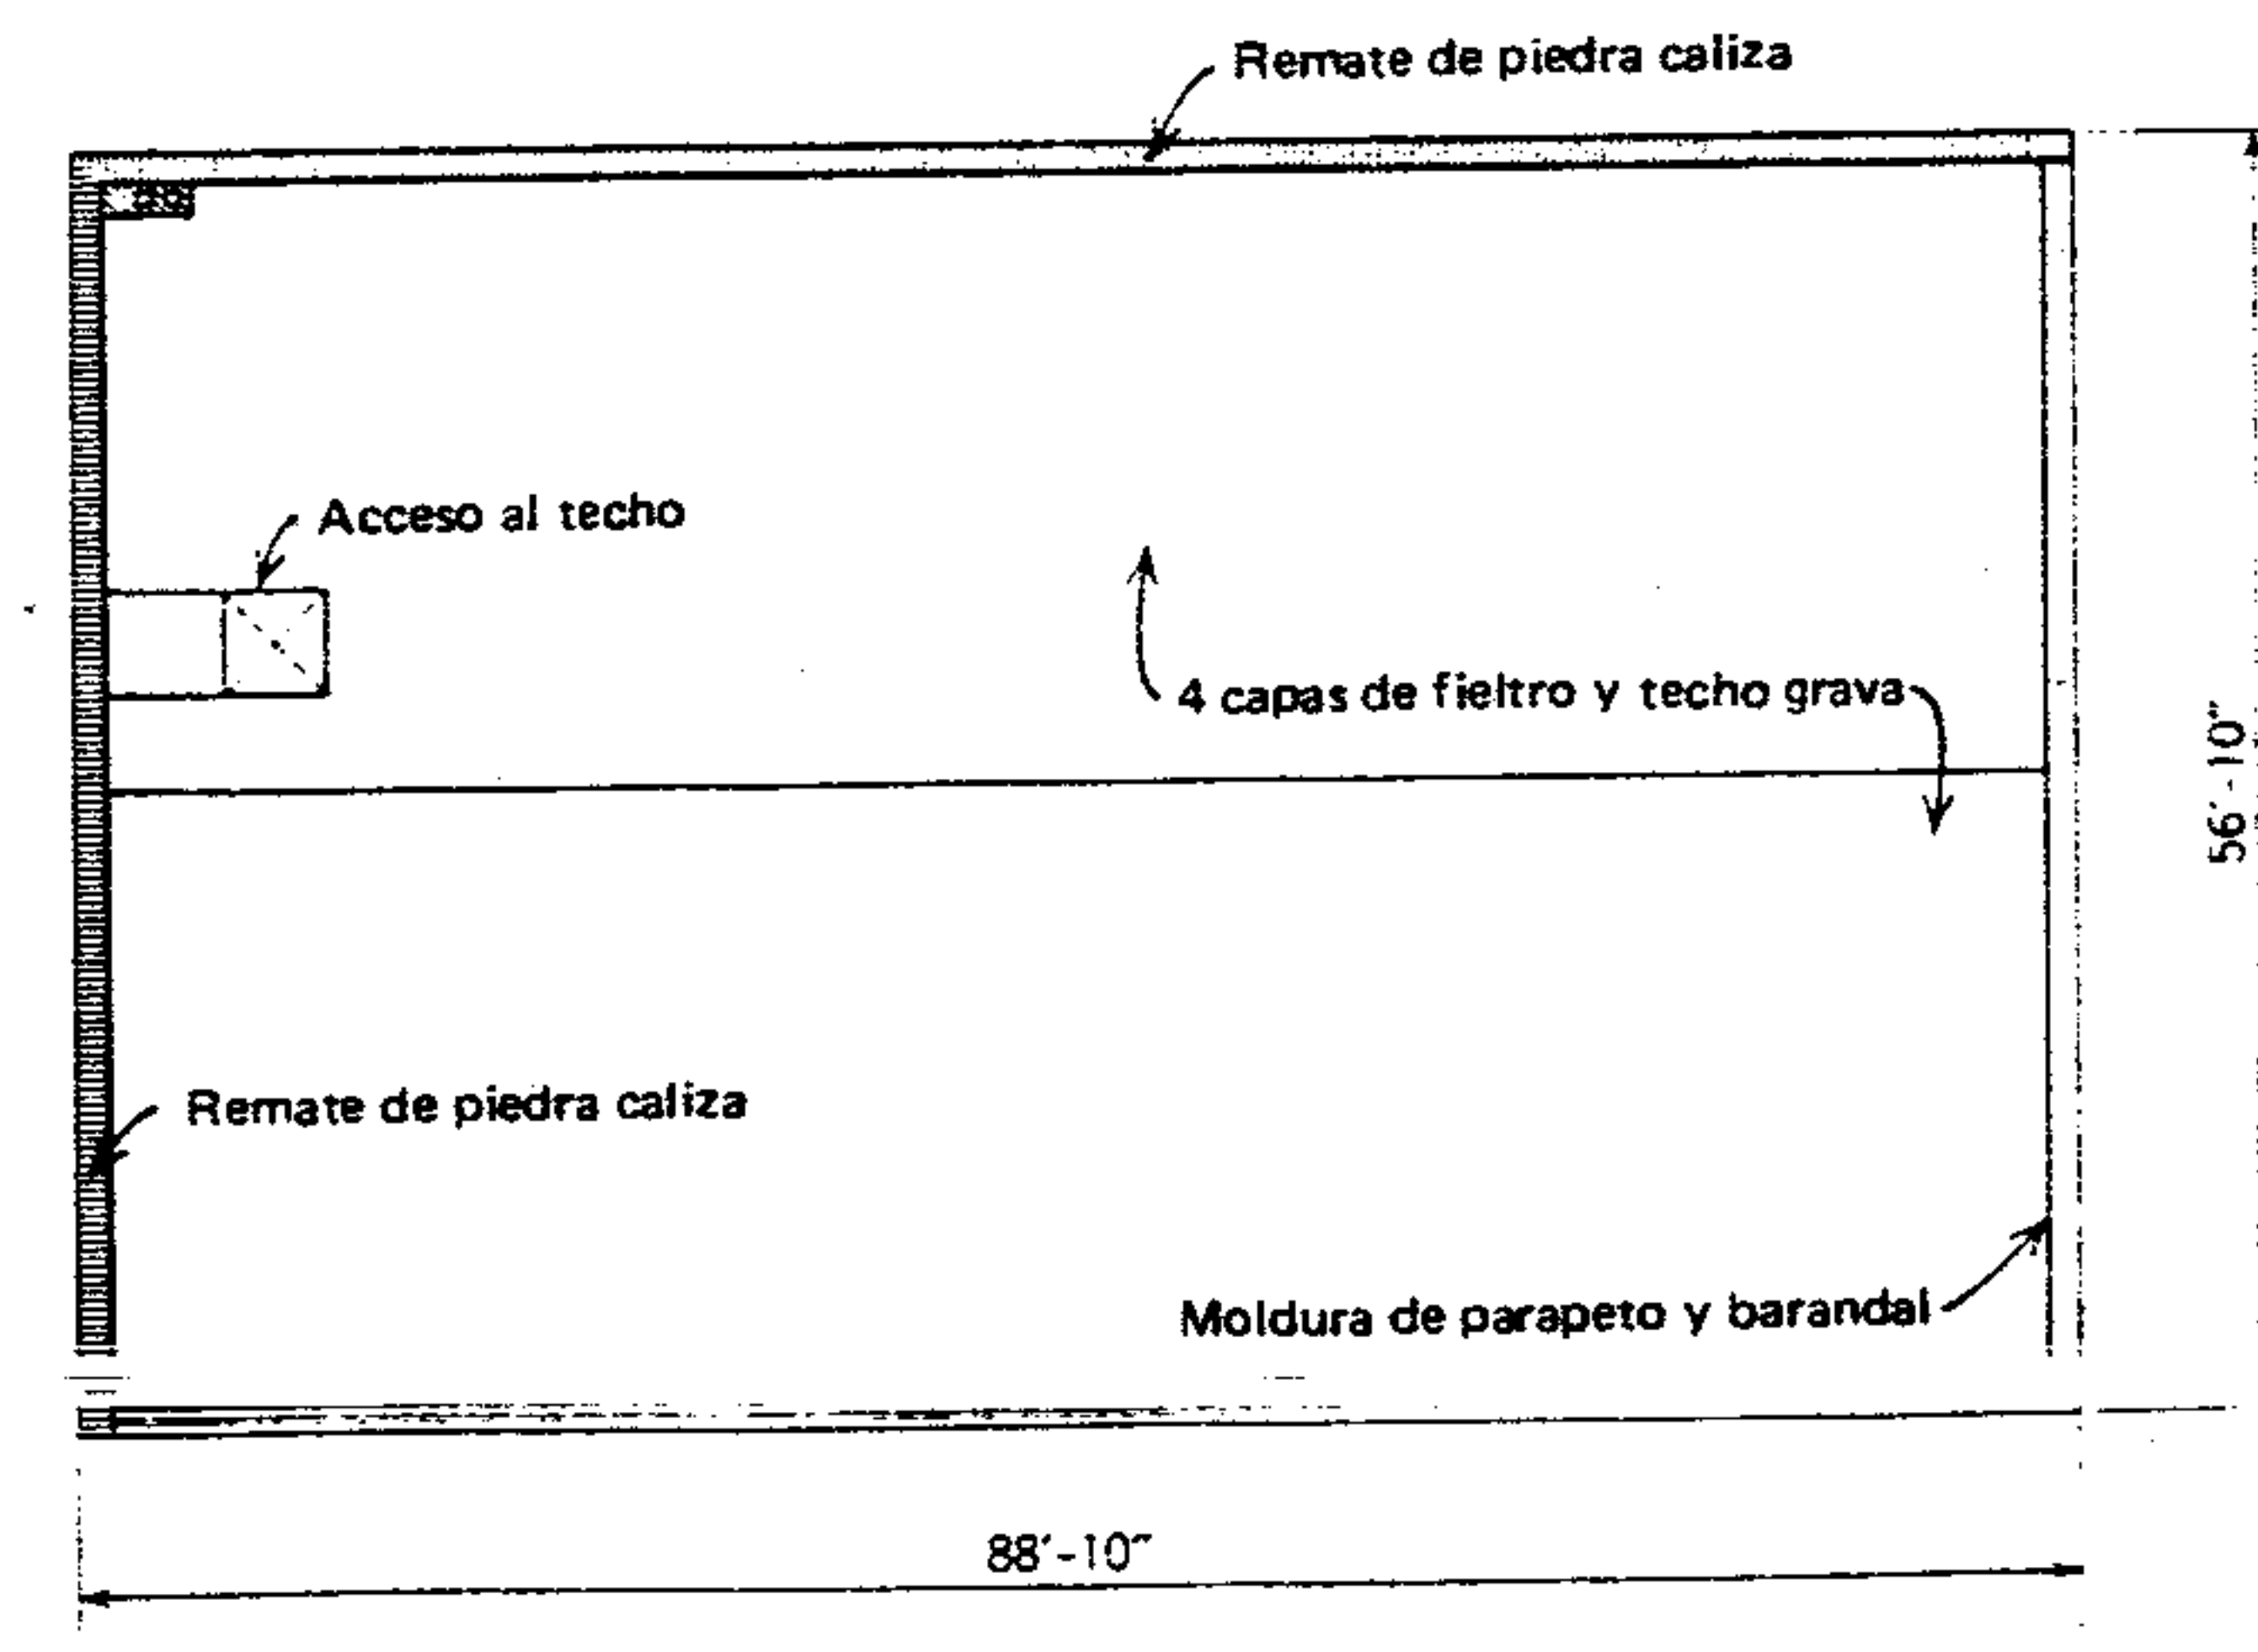 Remate de piedra caliza
Acceso al techo
4 capas de fieltro y techo grava
56'-10"
Remate de piedra caliza
Moldura de parapeto y barandal
88'-10"